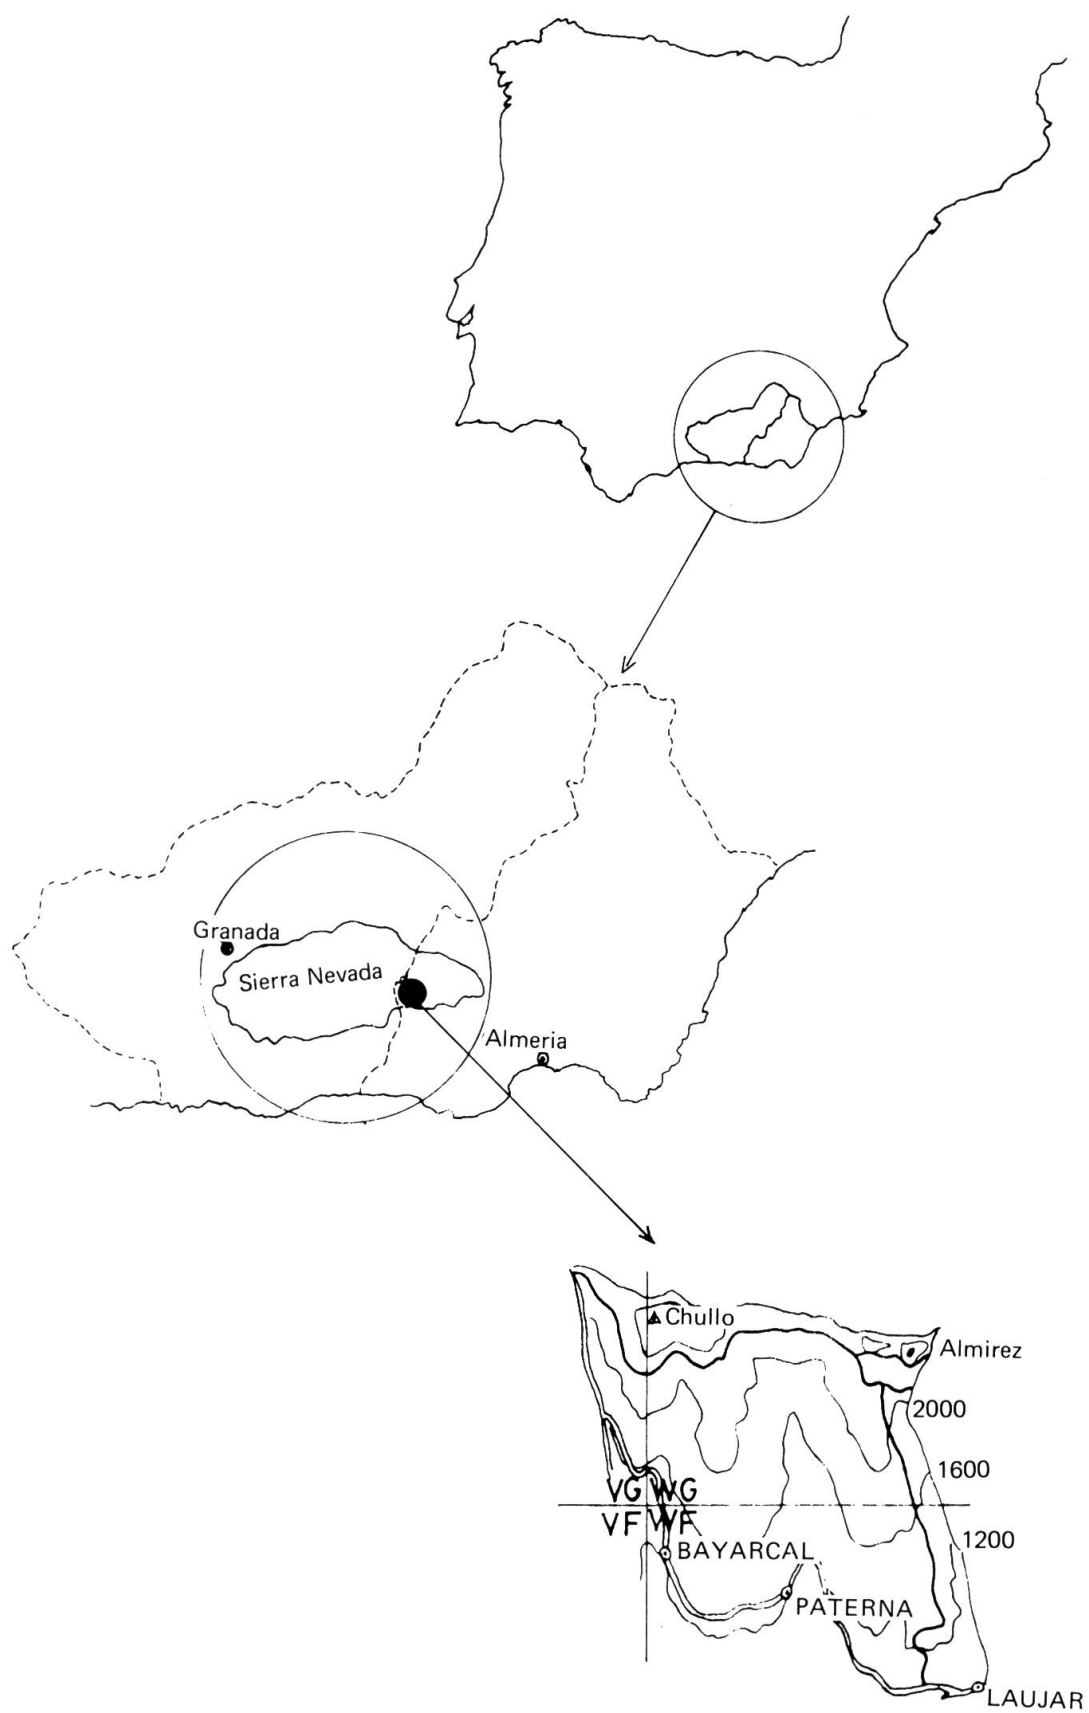 Granada
Sierra Nevada
Almeria
Chullo
Almirez
2000
1600
VG WG
1200
VF WF
BAYARCAL
PATERNA
LAUJAR